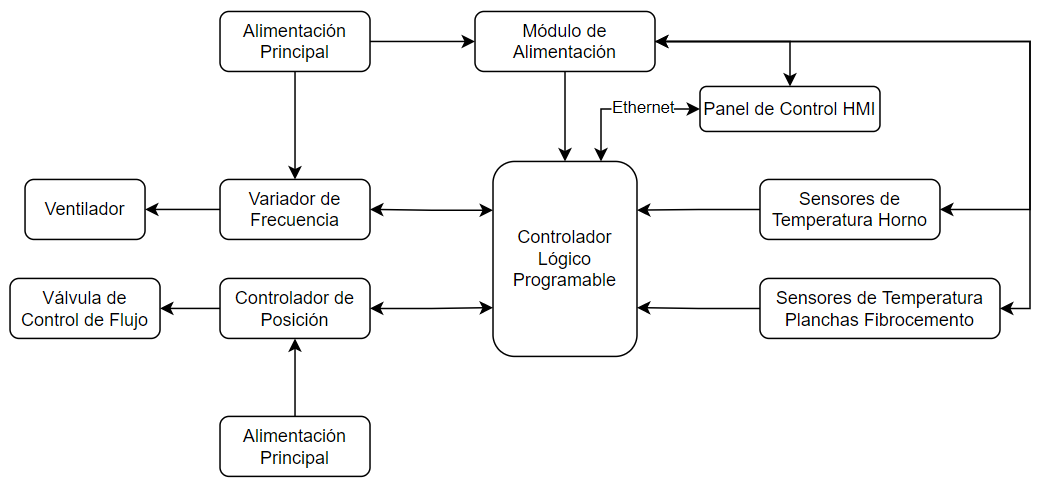 Alimentación
Principal
Módulo de
Alimentación
Ethernet
Panel de Control HMI
Ventilador
Variador de
Frecuencia
Controlador
Lógico
Programable
Sensores de
Temperatura Horno
Válvula de
Control de Flujo
Controlador de
Posición
Sensores de Temperatura
Planchas Fibrocemento
Alimentación
Principal